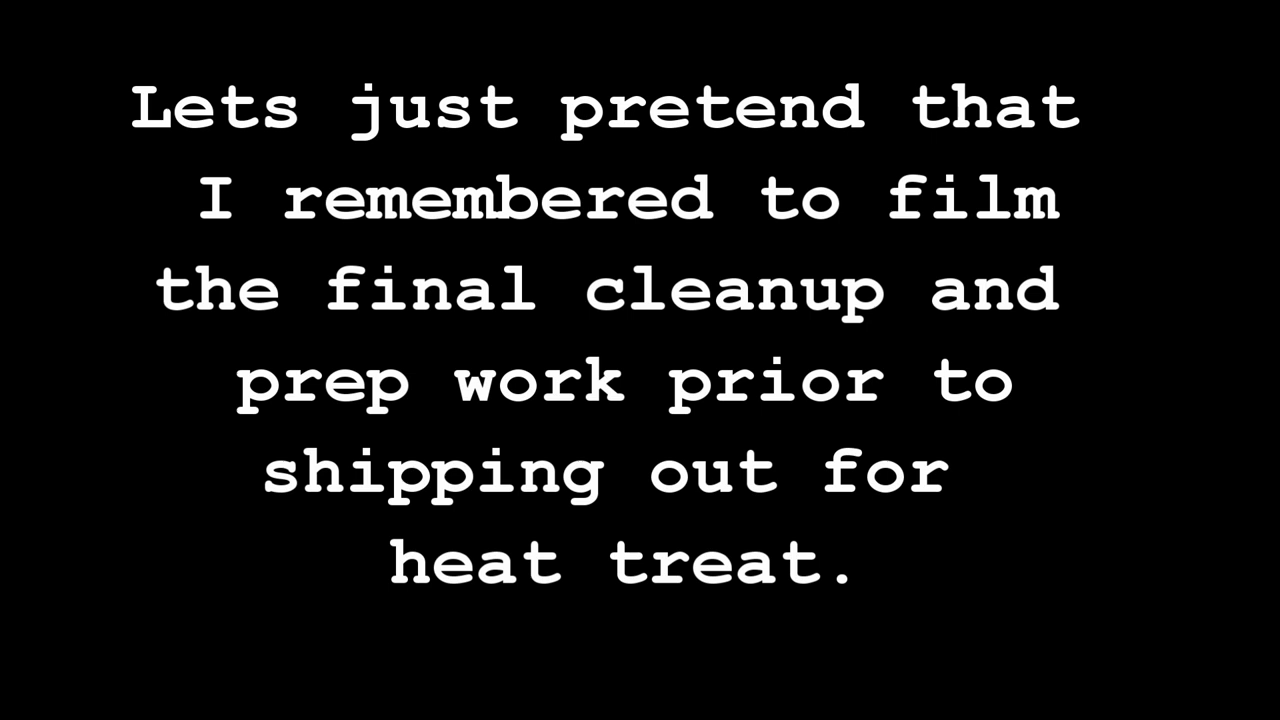 Lets just pretend that
I remembered to film
the final cleanup and
prep work prior to
shipping out for
heat treat.